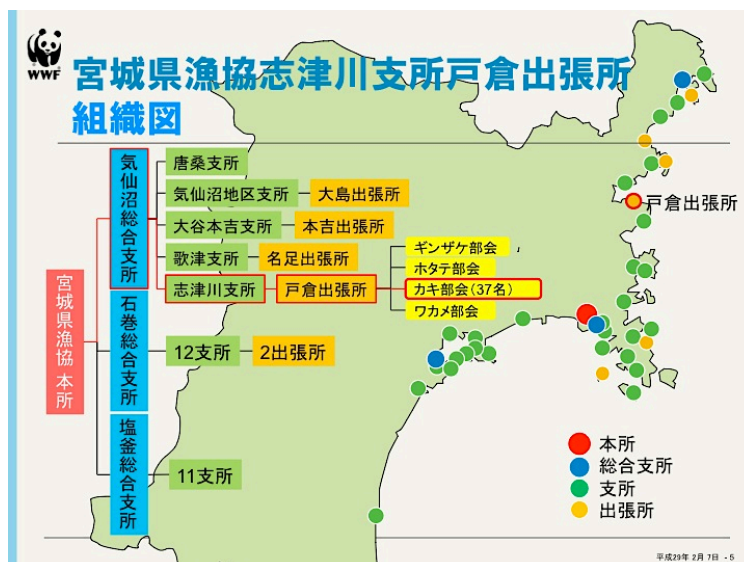 WWF
宮城県漁協志津川支所戸倉出張所
組織図
宮城県漁協 本所
気仙沼総合支所
唐桑支所
気仙沼地区支所
大島出張所
大谷本吉支所
本吉出張所
歌津支所
名足出張所
志津川支所
戸倉出張所
ギンザケ部会
ホタテ部会
カキ部会(37名)
ワカメ部会
石巻総合支所
12支所
2出張所
塩釜総合支所
11支所
戸倉出張所
本所
総合支所
支所
出張所
平成29年 2月 7日 - 5